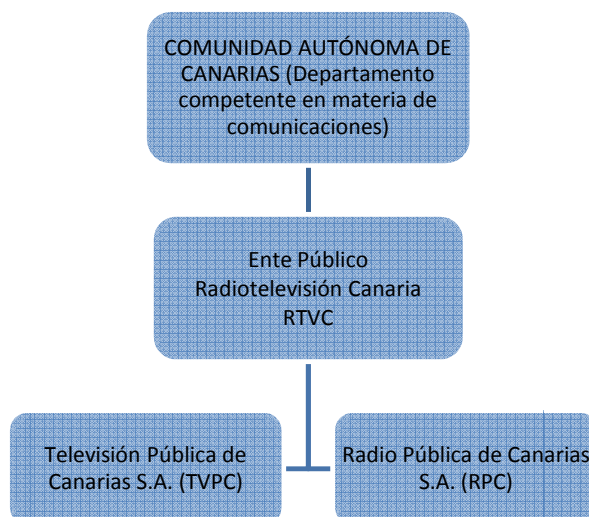 COMUNIDAD AUTÓNOMA DE
CANARIAS (Departamento
competente en materia de
comunicaciones)
Ente Público
Radiotelevisión Canaria
RTVC
Televisión Pública de
Canarias S.A. (TVPC)
Radio Pública de Canarias
S.A. (RPC)